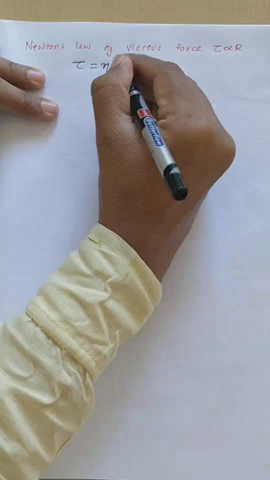 Newtons law of viscous force τ∝R
τ = η